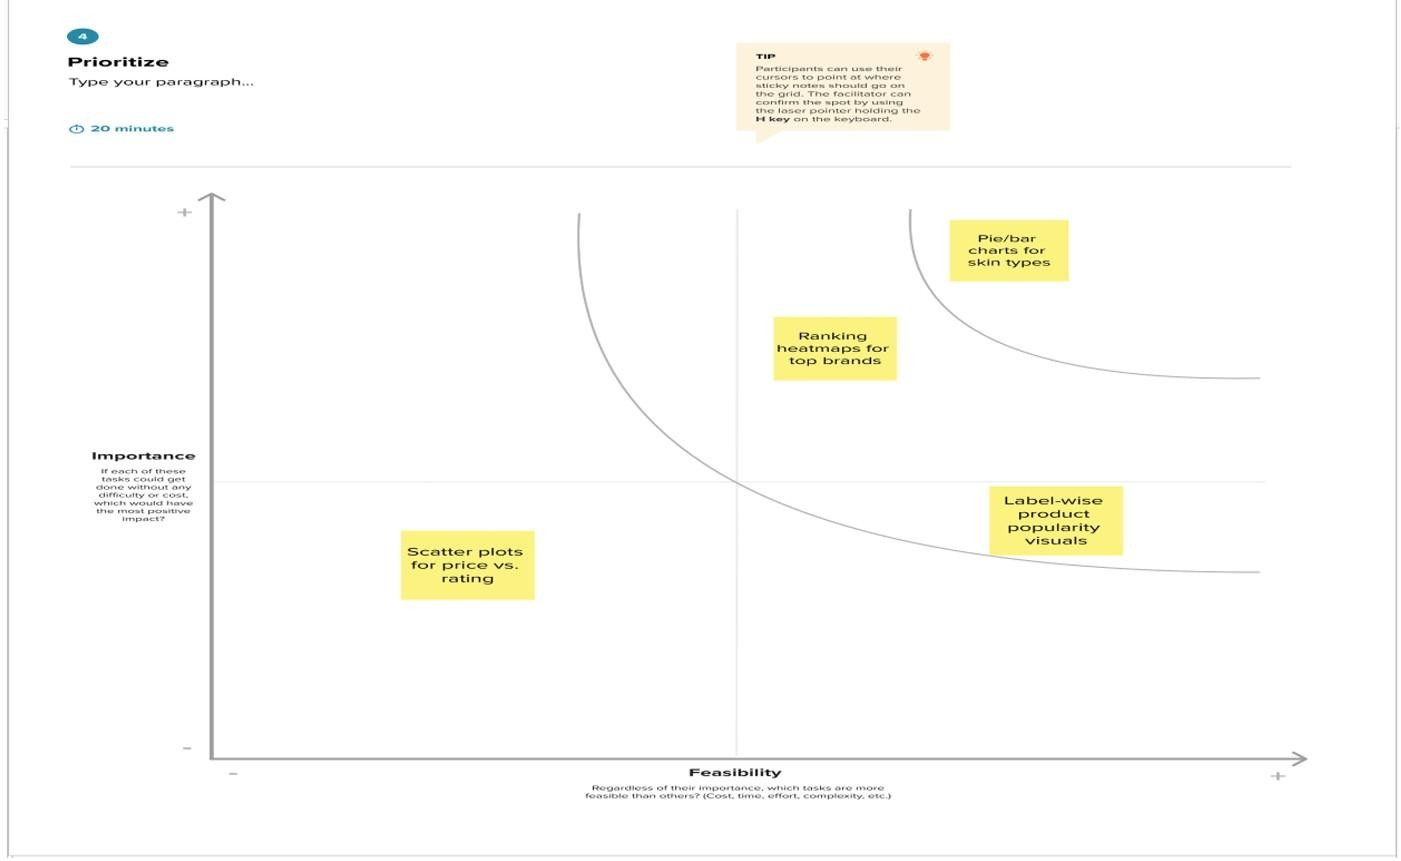 4
Prioritize
Type your paragraph...
20 minutes
TIP
Participants can use their
cursors to point at where
sticky notes should go on
the grid. The facilitator can
confirm the spot by using
the laser pointer holding the
H key on the keyboard.
+
Pie/bar
charts for
skin types
Ranking
heatmaps for
top brands
Importance
If each of these
tasks could get
done without any
difficulty or cost,
which would have
the most positive
impact?
Label-wise
product
popularity
visuals
Scatter plots
for price vs.
rating
-
-
Feasibility
+
Regardless of their importance, which tasks are more
feasible than others? (Cost, time, effort, complexity, etc.)